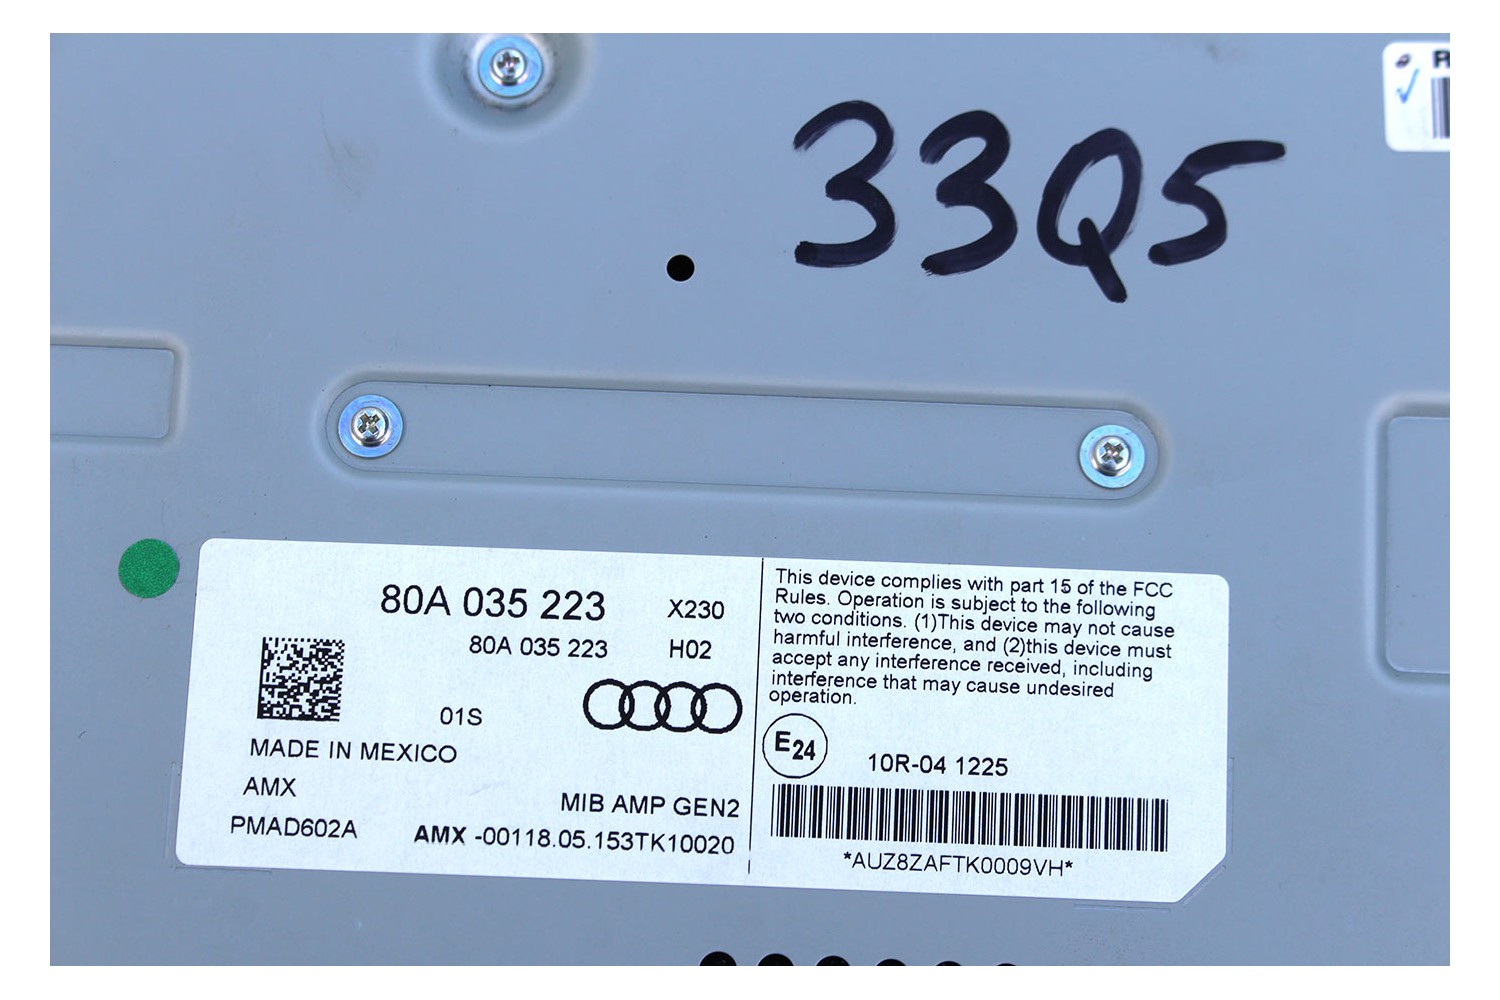 R
33Q5
80A 035 223 X230
80A 035 223 H02
01S
MADE IN MEXICO
AMX
MIB AMP GEN2
PMAD602A AMX -00118.05.153TK10020
This device complies with part 15 of the FCC
Rules. Operation is subject to the following
two conditions. (1)This device may not cause
harmful interference, and (2)this device must
accept any interference received, including
interference that may cause undesired
operation.
E24 10R-04 1225
*AUZ8ZAFTK0009VH*